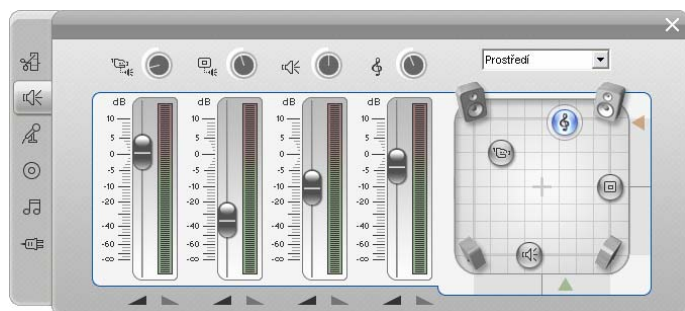 Prostředí
dB dB dB dB
10 10 10 10
5 5 5 5
0 0 0 0
-5 -5 -5 -5
-10 -10 -10 -10
-20 -20 -20 -20
-40 -40 -40 -40
-60 -60 -60 -60
-∞ -∞ -∞ -∞